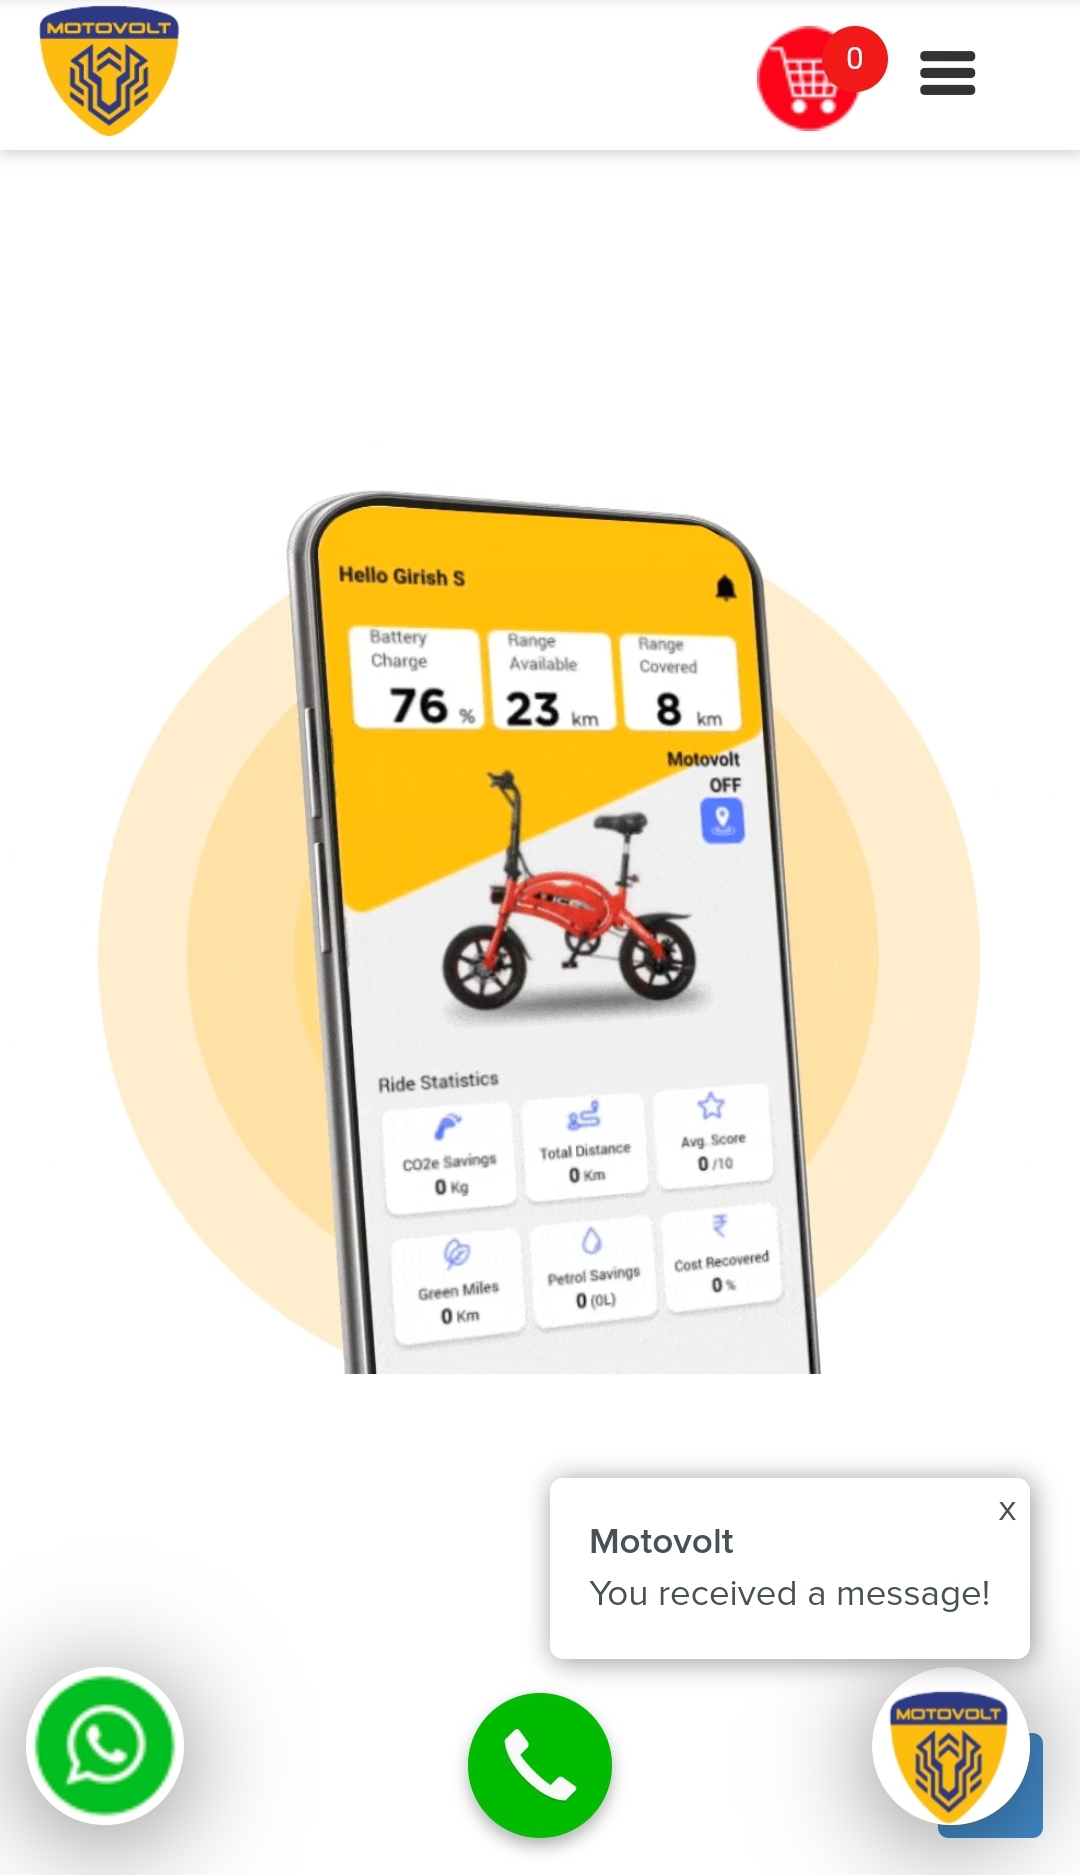 MOTOVOLT
0
Hello Girish S
Battery Charge
76 %
Range Available
23 km
Range Covered
8 km
Motovolt
OFF
Ride Statistics
CO2e Savings
0 Kg
Total Distance
0 Km
Avg. Score
0 /10
Green Miles
0 Km
Petrol Savings
0 (0L)
₹
Cost Recovered
0 %
x
Motovolt
You received a message!
MOTOVOLT